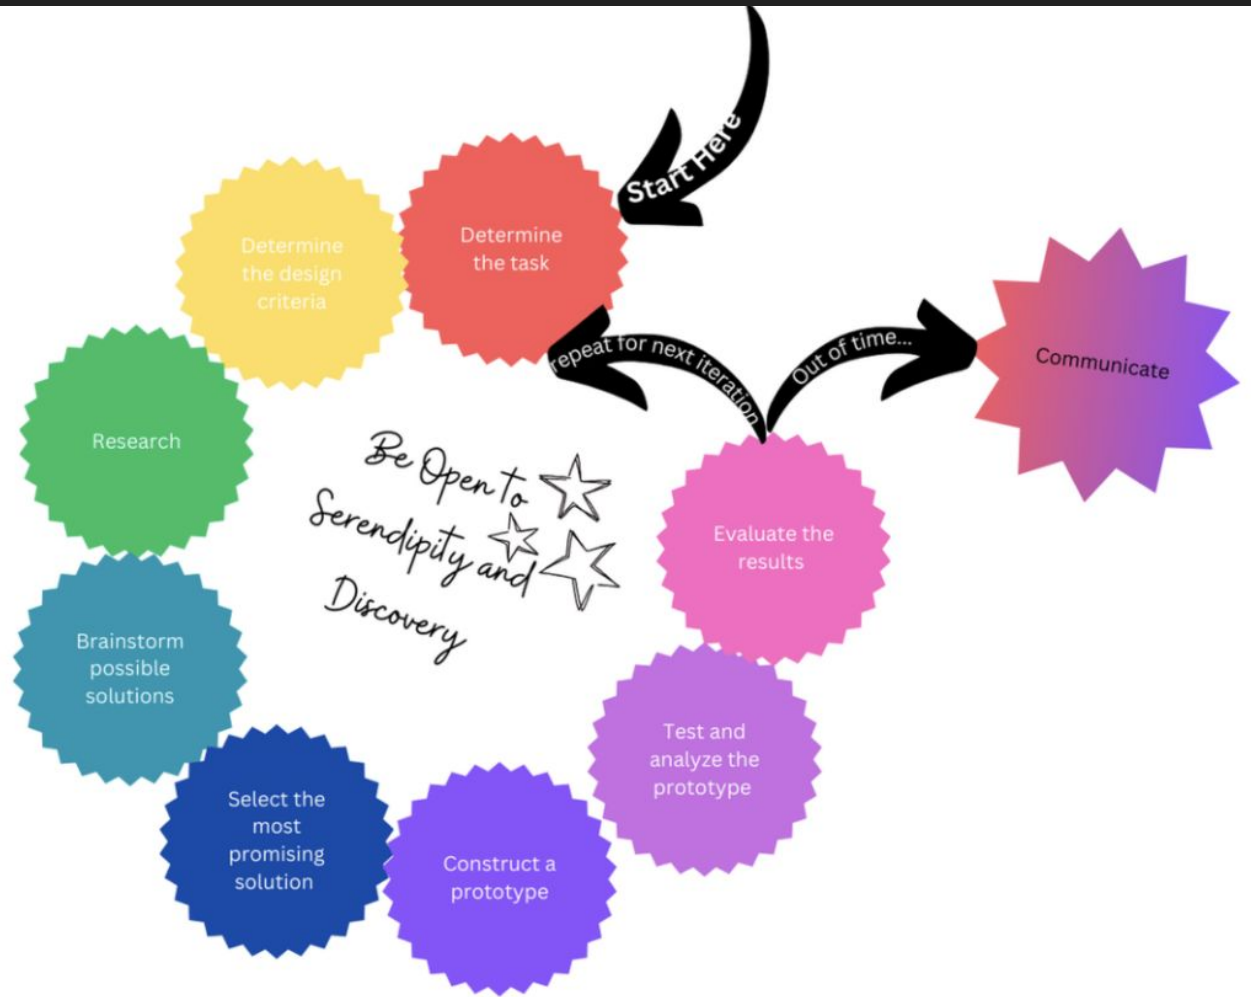 Start Here
Determine
the task
Determine
the design
criteria
Research
Brainstorm
possible
solutions
Select the
most
promising
solution
Construct a
prototype
Test and
analyze the
prototype
Evaluate the
results
repeat for next iteration
Out of time...
Communicate
Be Open to
Serendipity and
Discovery